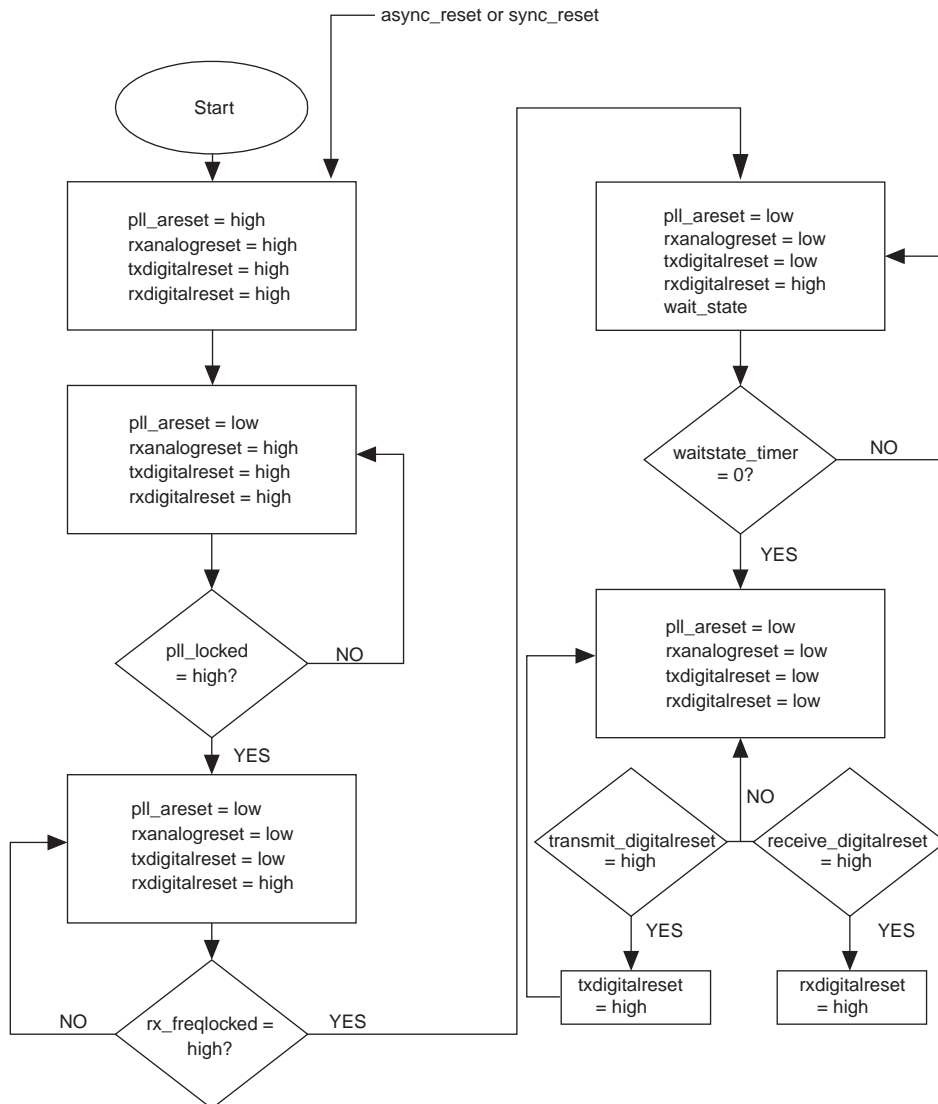 async_reset or sync_reset
Start
pll_areset = high
rxanalogreset = high
txdigitalreset = high
rxdigitalreset = high
pll_areset = low
rxanalogreset = high
txdigitalreset = high
rxdigitalreset = high
pll_locked
= high?
NO
YES
pll_areset = low
rxanalogreset = low
txdigitalreset = low
rxdigitalreset = high
rx_freqlocked =
high?
NO
YES
pll_areset = low
rxanalogreset = low
txdigitalreset = low
rxdigitalreset = high
wait_state
waitstate_timer
= 0?
NO
YES
pll_areset = low
rxanalogreset = low
txdigitalreset = low
rxdigitalreset = low
NO
transmit_digitalreset
= high
receive_digitalreset
= high
YES
YES
txdigitalreset
= high
rxdigitalreset
= high